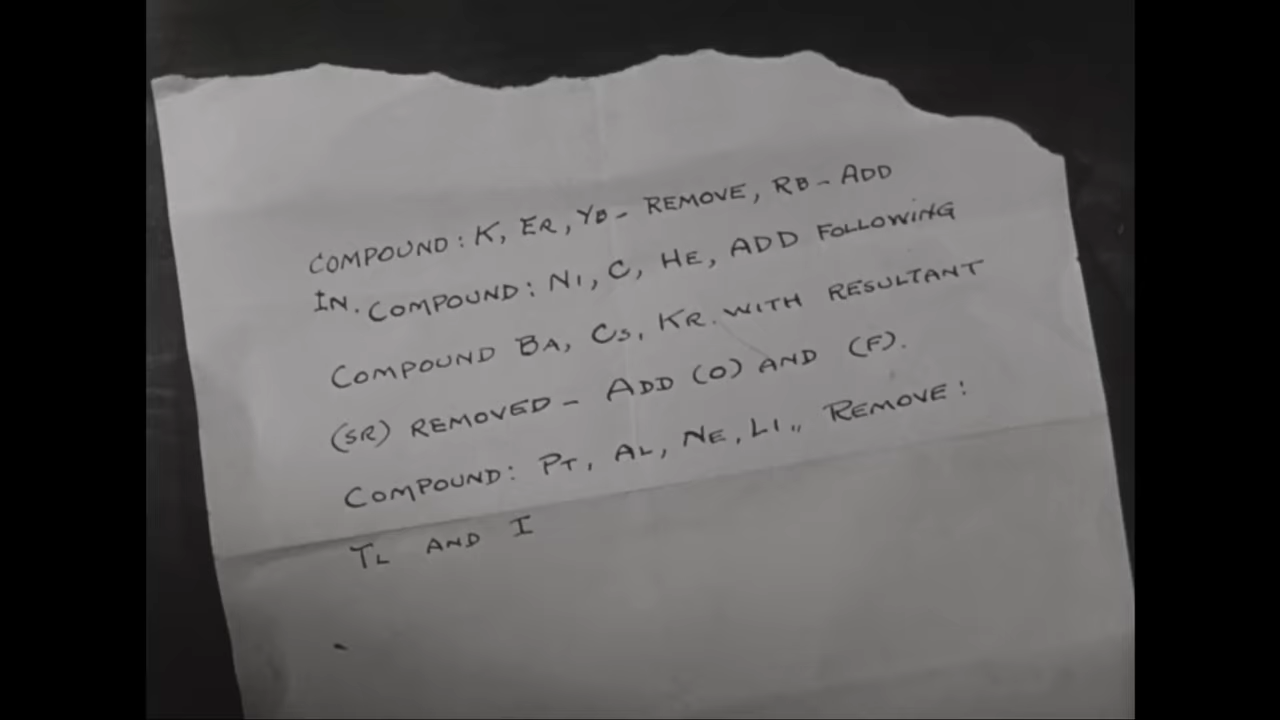 COMPOUND: K, ER, YB - REMOVE, RB - ADD
IN. COMPOUND: NI, C, HE, ADD FOLLOWING
COMPOUND BA, CS, KR. WITH RESULTANT
(SR) REMOVED - ADD (O) AND (F).
COMPOUND: PT, AL, NE, LI,, REMOVE:
TL AND I